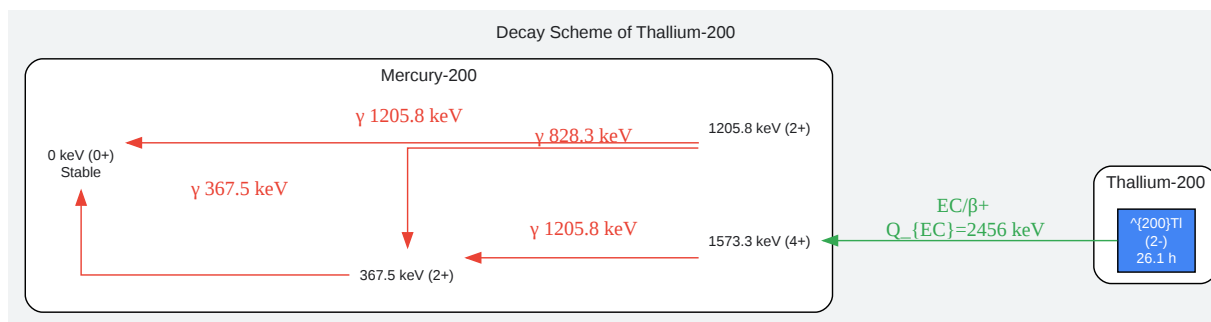 Decay Scheme of Thallium-200
Mercury-200
γ 1205.8 keV
1205.8 keV (2+)
γ 828.3 keV
0 keV (0+)
Stable
γ 367.5 keV
γ 1205.8 keV
1573.3 keV (4+)
367.5 keV (2+)
EC/β+
Q_{EC}=2456 keV
Thallium-200
^{200}Tl
(2-)
26.1 h